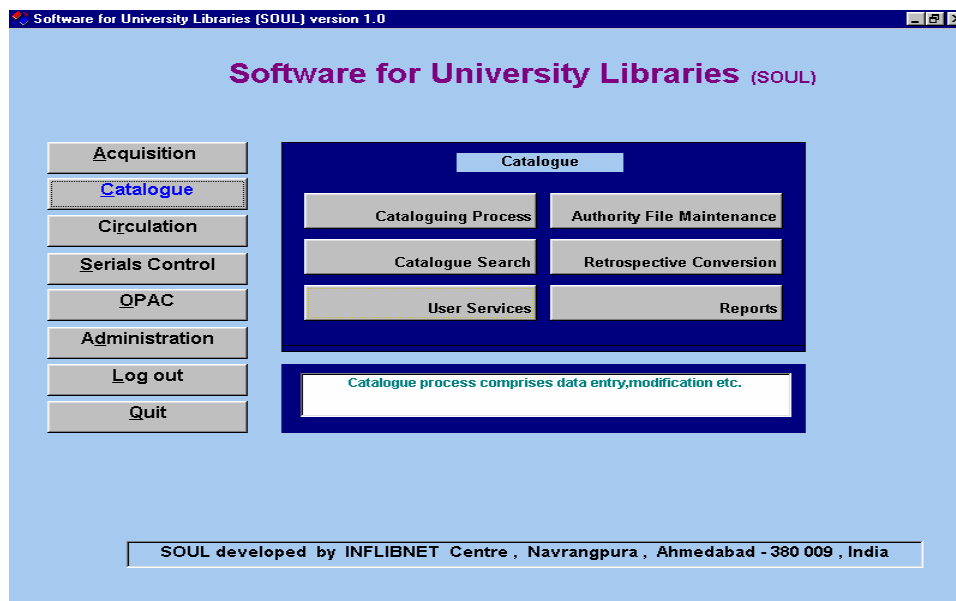 Software for University Libraries (SOUL) version 1.0
Software for University Libraries (SOUL)
Acquisition
Catalogue
Circulation
Serials Control
OPAC
Administration
Log out
Quit
Catalogue
Cataloguing Process
Authority File Maintenance
Catalogue Search
Retrospective Conversion
User Services
Reports
Catalogue process comprises data entry,modification etc.
SOUL developed by INFLIBNET Centre , Navrangpura , Ahmedabad - 380 009 , India